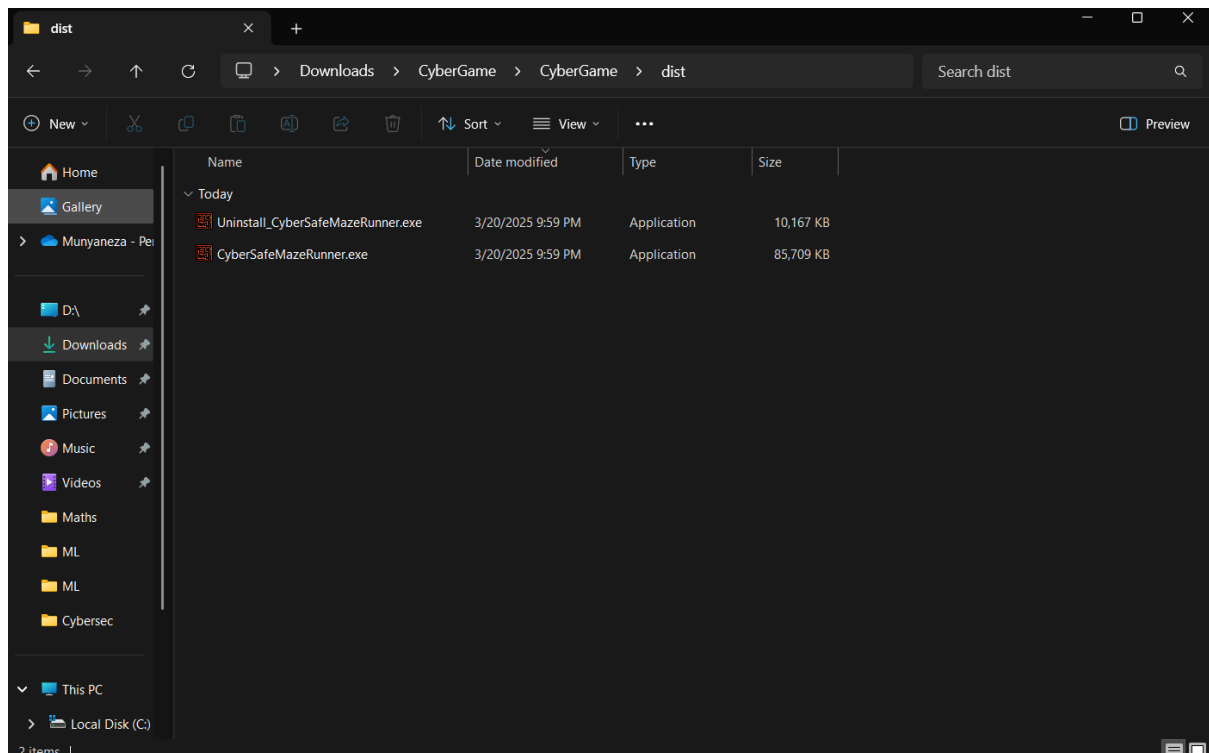 dist
Downloads > CyberGame > CyberGame > dist
Search dist
New
Sort
View
Preview
Name Date modified Type Size
Today
Uninstall_CyberSafeMazeRunner.exe 3/20/2025 9:59 PM Application 10,167 KB
CyberSafeMazeRunner.exe 3/20/2025 9:59 PM Application 85,709 KB
Home
Gallery
Munyaneza - Per
D:\
Downloads
Documents
Pictures
Music
Videos
Maths
ML
ML
Cybersec
This PC
Local Disk (C:)
2 items